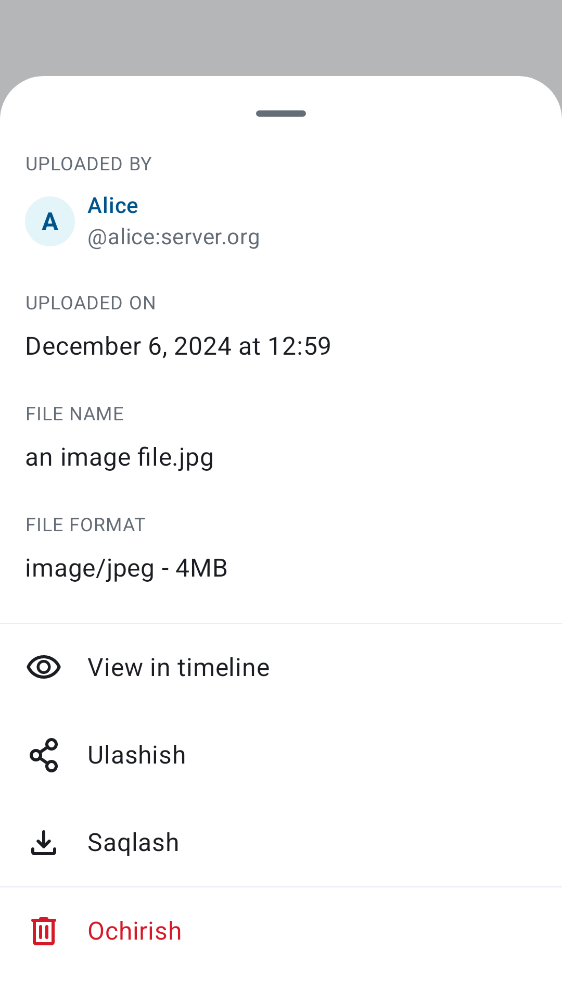 UPLOADED BY
A
Alice
@alice:server.org
UPLOADED ON
December 6, 2024 at 12:59
FILE NAME
an image file.jpg
FILE FORMAT
image/jpeg - 4MB
View in timeline
Ulashish
Saqlash
Ochirish